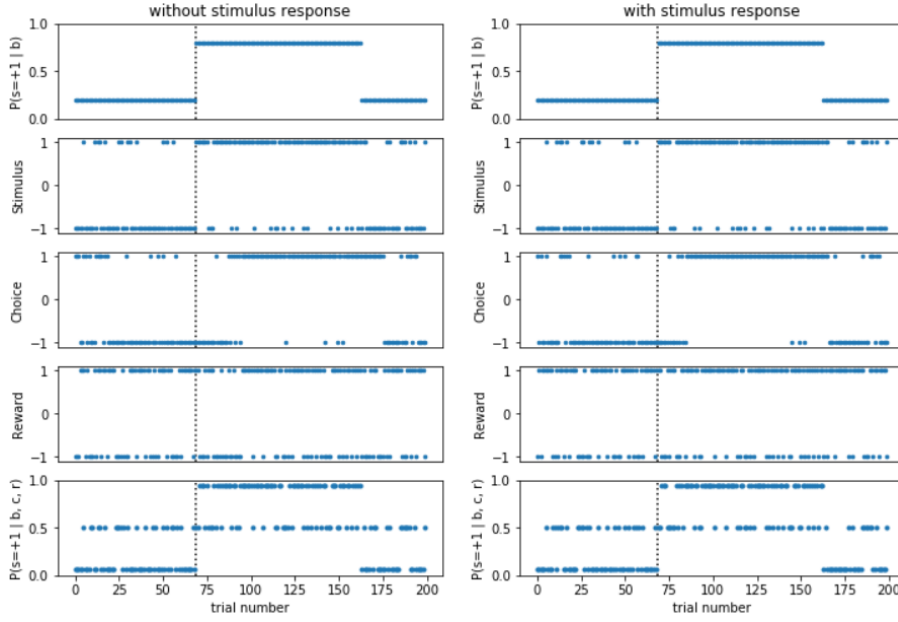 without stimulus response
with stimulus response
1.0
0.5
0.0
P(s=+1 | b)
1.0
0.5
0.0
P(s=+1 | b)
1
0
−1
Stimulus
1
0
−1
Stimulus
1
0
−1
Choice
1
0
−1
Choice
1
0
−1
Reward
1
0
−1
Reward
1.0
0.5
0.0
P(s=+1 | b, c, r)
1.0
0.5
0.0
P(s=+1 | b, c, r)
0 25 50 75 100 125 150 175 200
0 25 50 75 100 125 150 175 200
trial number
trial number